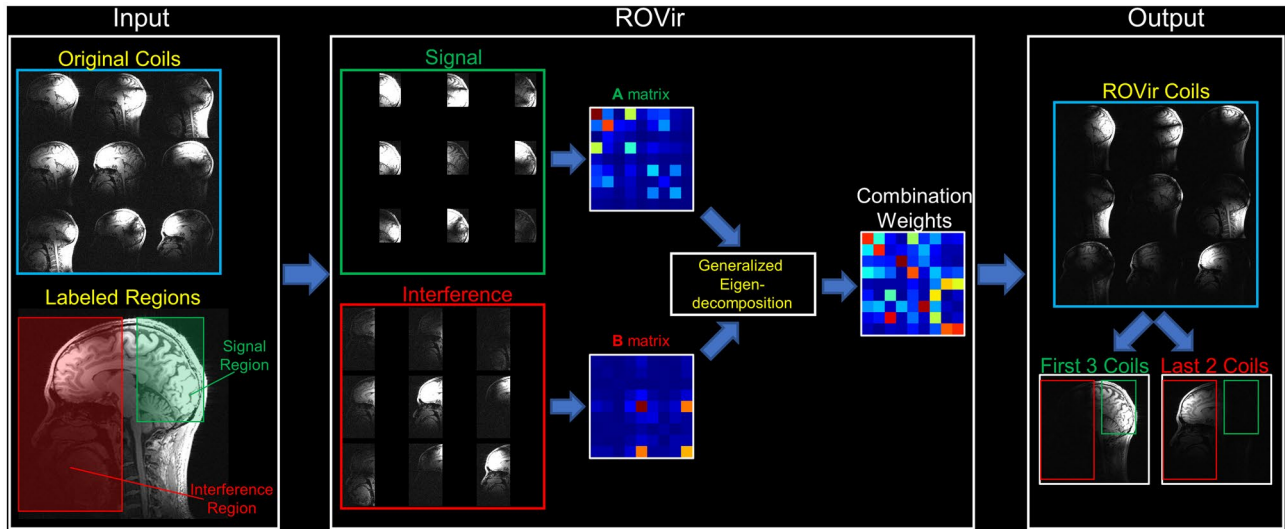 Input
Original Coils
Labeled Regions
Signal
Region
Interference
Region
ROVir
Signal
A matrix
Interference
B matrix
Generalized
Eigen-
decomposition
Combination
Weights
Output
ROVir Coils
First 3 Coils
Last 2 Coils